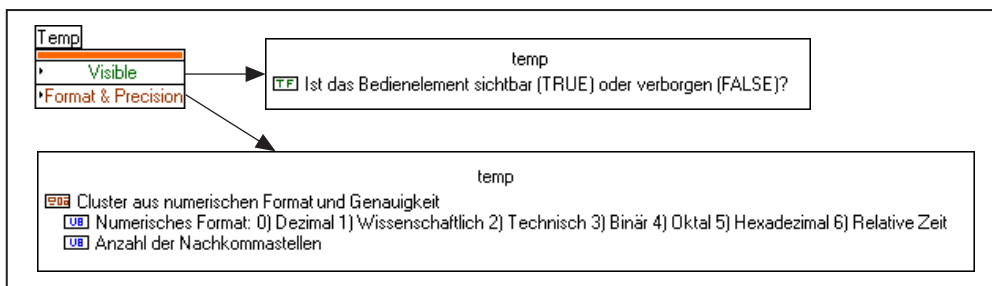 Temp
Visible
Format & Precision
temp
TF Ist das Bedienelement sichtbar (TRUE) oder verborgen (FALSE)?
temp
Cluster aus numerischen Format und Genauigkeit
U8 Numerisches Format: 0) Dezimal 1) Wissenschaftlich 2) Technisch 3) Binär 4) Oktal 5) Hexadezimal 6) Relative Zeit
U8 Anzahl der Nachkommastellen